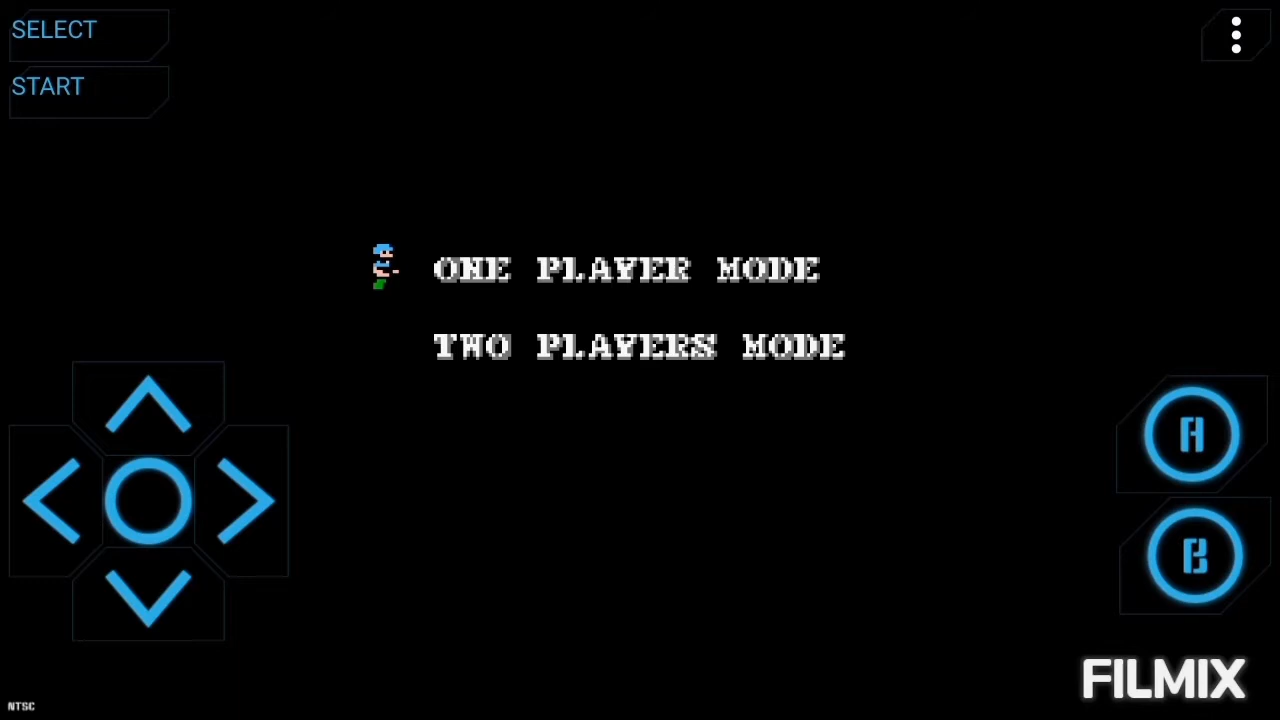 SELECT
START
ONE PLAYER MODE
TWO PLAYERS MODE
A
B
FILMIX
NTSC